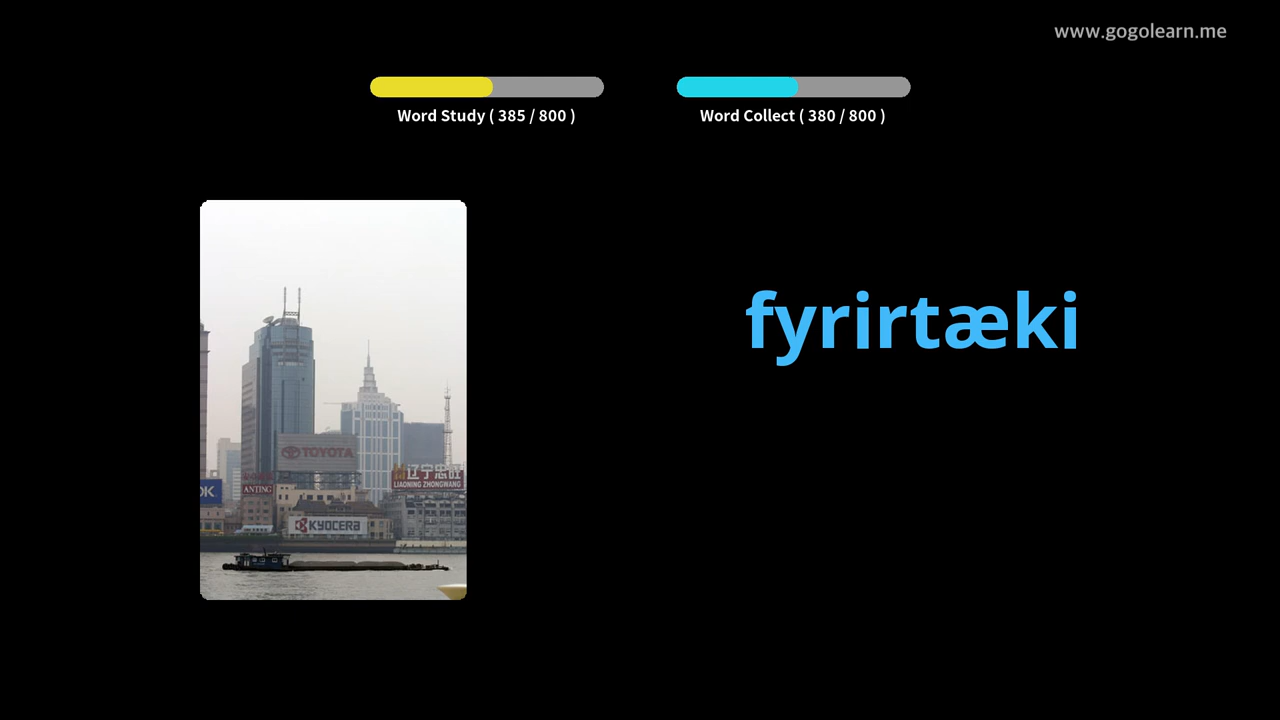 www.gogolearn.me
Word Study ( 385 / 800 )
Word Collect ( 380 / 800 )
fyrirtæki
TOYOTA
辽宁忠旺
LIAONING ZHONGWANG
ANTING
OK
KYOCERA